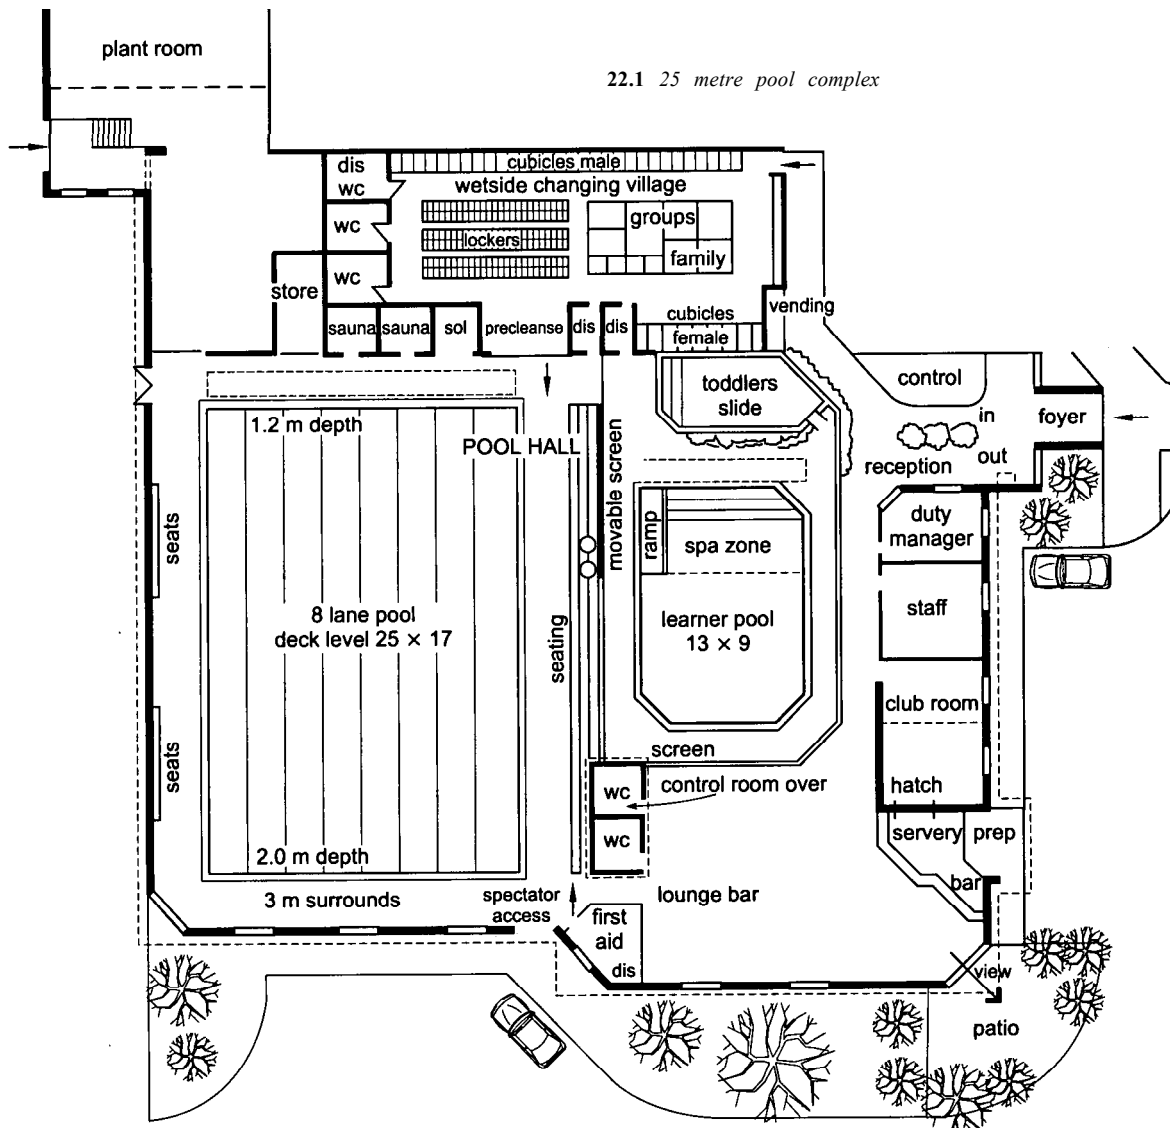 plant room
22.1 25 metre pool complex
dis
wc
cubicles male
wetside changing village
wc
lockers
groups
family
wc
store
vending
sauna
sauna
sol
precleanse
dis
dis
cubicles
female
toddlers
slide
control
in
foyer
1.2 m depth
POOL HALL
movable screen
reception
out
seats
ramp
spa zone
duty
manager
8 lane pool
deck level 25 × 17
seating
learner pool
13 × 9
staff
club room
seats
screen
wc
control room over
hatch
wc
servery
prep
2.0 m depth
bar
3 m surrounds
spectator
access
lounge bar
first
aid
dis
view
patio